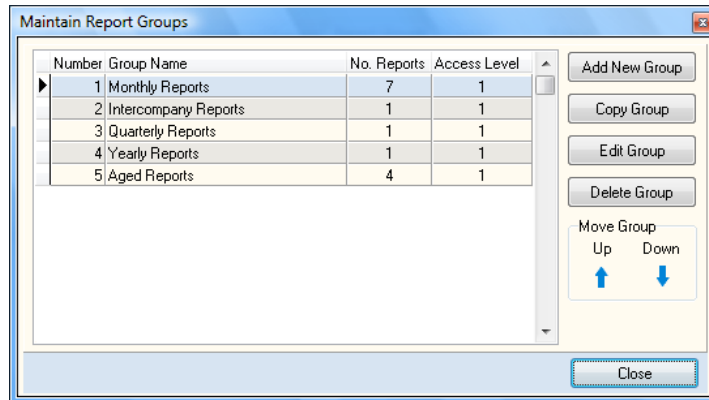 Maintain Report Groups
Number Group Name No. Reports Access Level
1 Monthly Reports 7 1
2 Intercompany Reports 1 1
3 Quarterly Reports 1 1
4 Yearly Reports 1 1
5 Aged Reports 4 1
Add New Group
Copy Group
Edit Group
Delete Group
Move Group
Up Down
Close